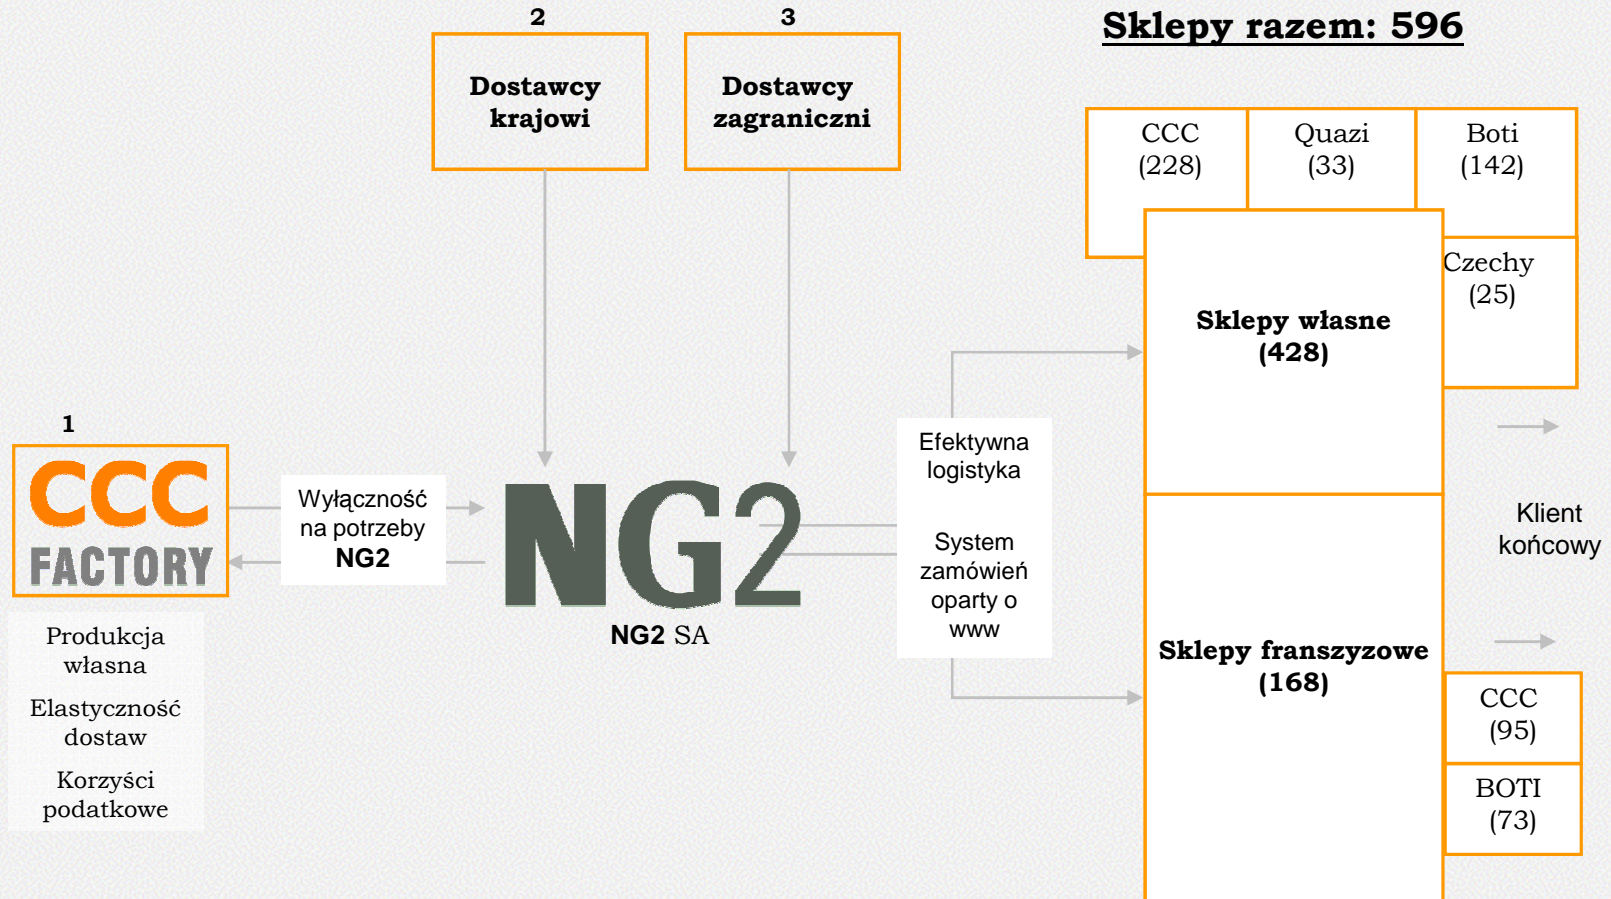 2
3
Sklepy razem: 596
Dostawcy
krajowi
Dostawcy
zagraniczni
CCC
(228)
Quazi
(33)
Boti
(142)
Czechy
(25)
Sklepy własne
(428)
1
CCC
FACTORY
Wyłączność
na potrzeby
NG2
NG2
NG2 SA
Efektywna
logistyka
System
zamówień
oparty o
www
Klient
końcowy
Produkcja
własna
Elastyczność
dostaw
Korzyści
podatkowe
Sklepy franszyzowe
(168)
CCC
(95)
BOTI
(73)